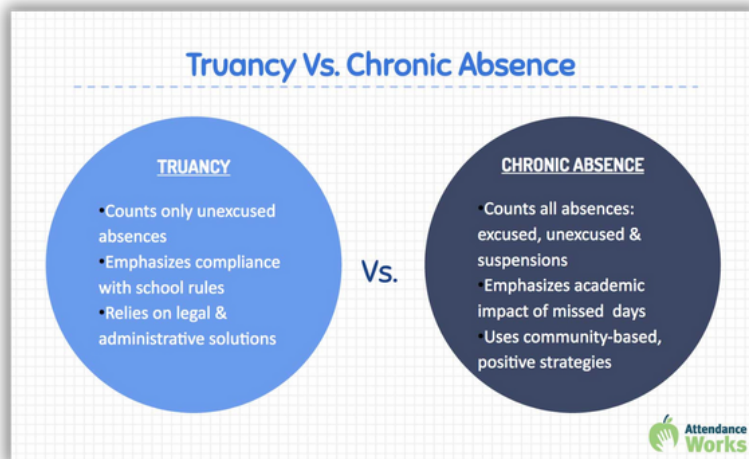 Truancy Vs. Chronic Absence
TRUANCY
•Counts only unexcused
absences
•Emphasizes compliance
with school rules
•Relies on legal &
administrative solutions
Vs.
CHRONIC ABSENCE
•Counts all absences:
excused, unexcused &
suspensions
•Emphasizes academic
impact of missed  days
•Uses community-based,
positive strategies
Attendance
Works